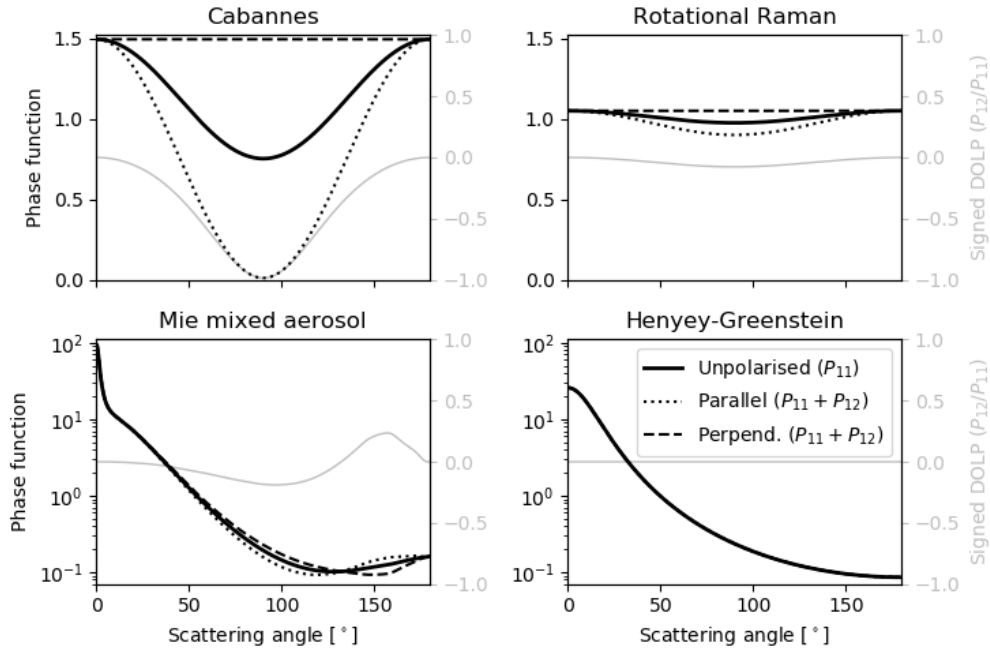 Cabannes
Rotational Raman
Phase function
1.5
1.0
0.5
0.0
1.0
0.5
0.0
−0.5
−1.0
1.5
1.0
0.5
0.0
1.0
0.5
0.0
−0.5
−1.0
Signed DOLP (P₁₂/P₁₁)
Mie mixed aerosol
Henyey-Greenstein
Phase function
10²
10¹
10⁰
10⁻¹
1.0
0.5
0.0
−0.5
−1.0
0 50 100 150
Scattering angle [°]
10²
10¹
10⁰
10⁻¹
Unpolarised (P₁₁)
Parallel (P₁₁ + P₁₂)
Perpend. (P₁₁ + P₁₂)
1.0
0.5
0.0
−0.5
−1.0
Signed DOLP (P₁₂/P₁₁)
0 50 100 150
Scattering angle [°]